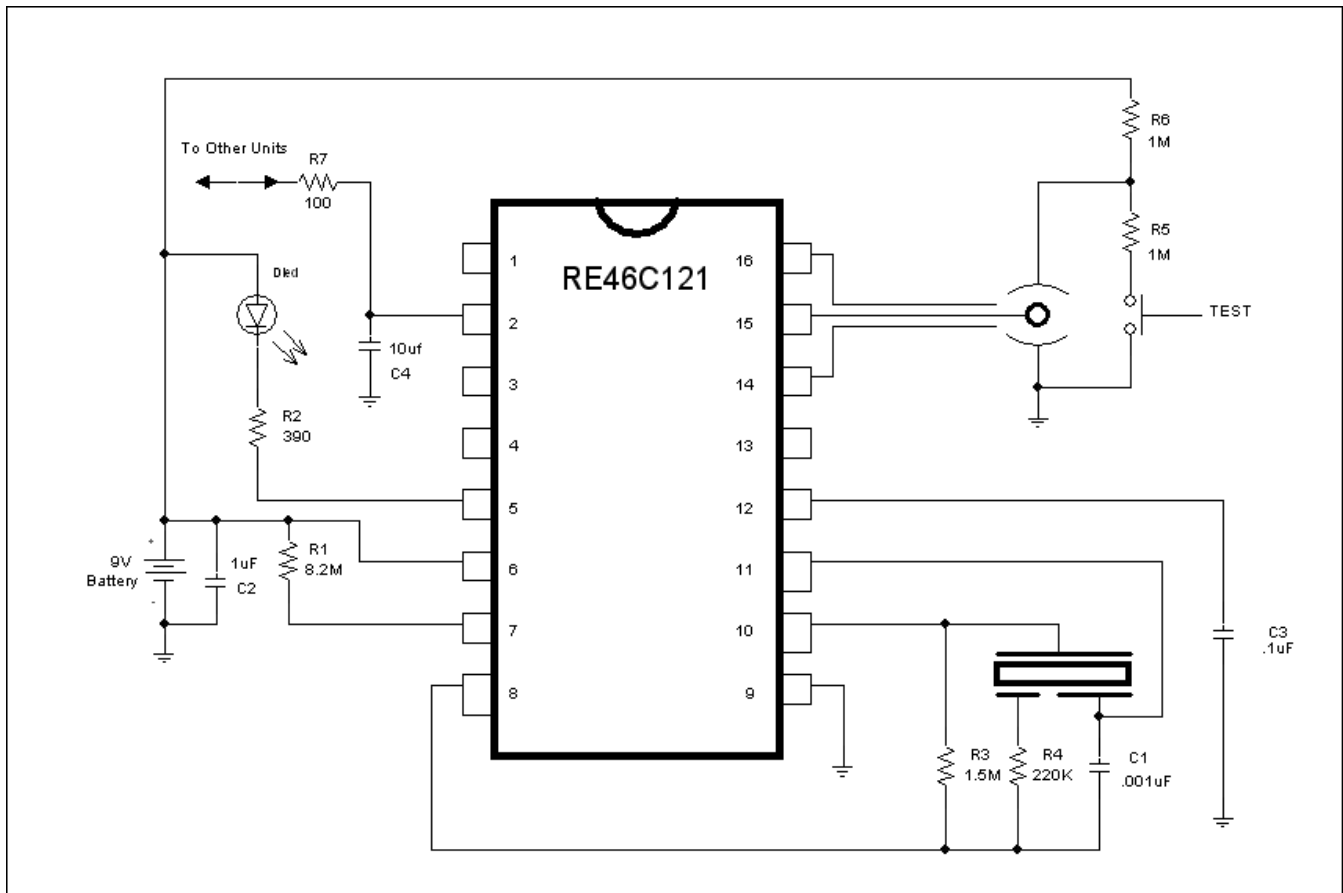 To Other Units
R7
100
R6
1M
R5
1M
TEST
Dled
10uf
C4
R2
390
9V
Battery
+
-
1uF
C2
R1
8.2M
RE46C121
1
2
3
4
5
6
7
8
16
15
14
13
12
11
10
9
C3
.1uF
R3
1.5M
R4
220K
C1
.001uF